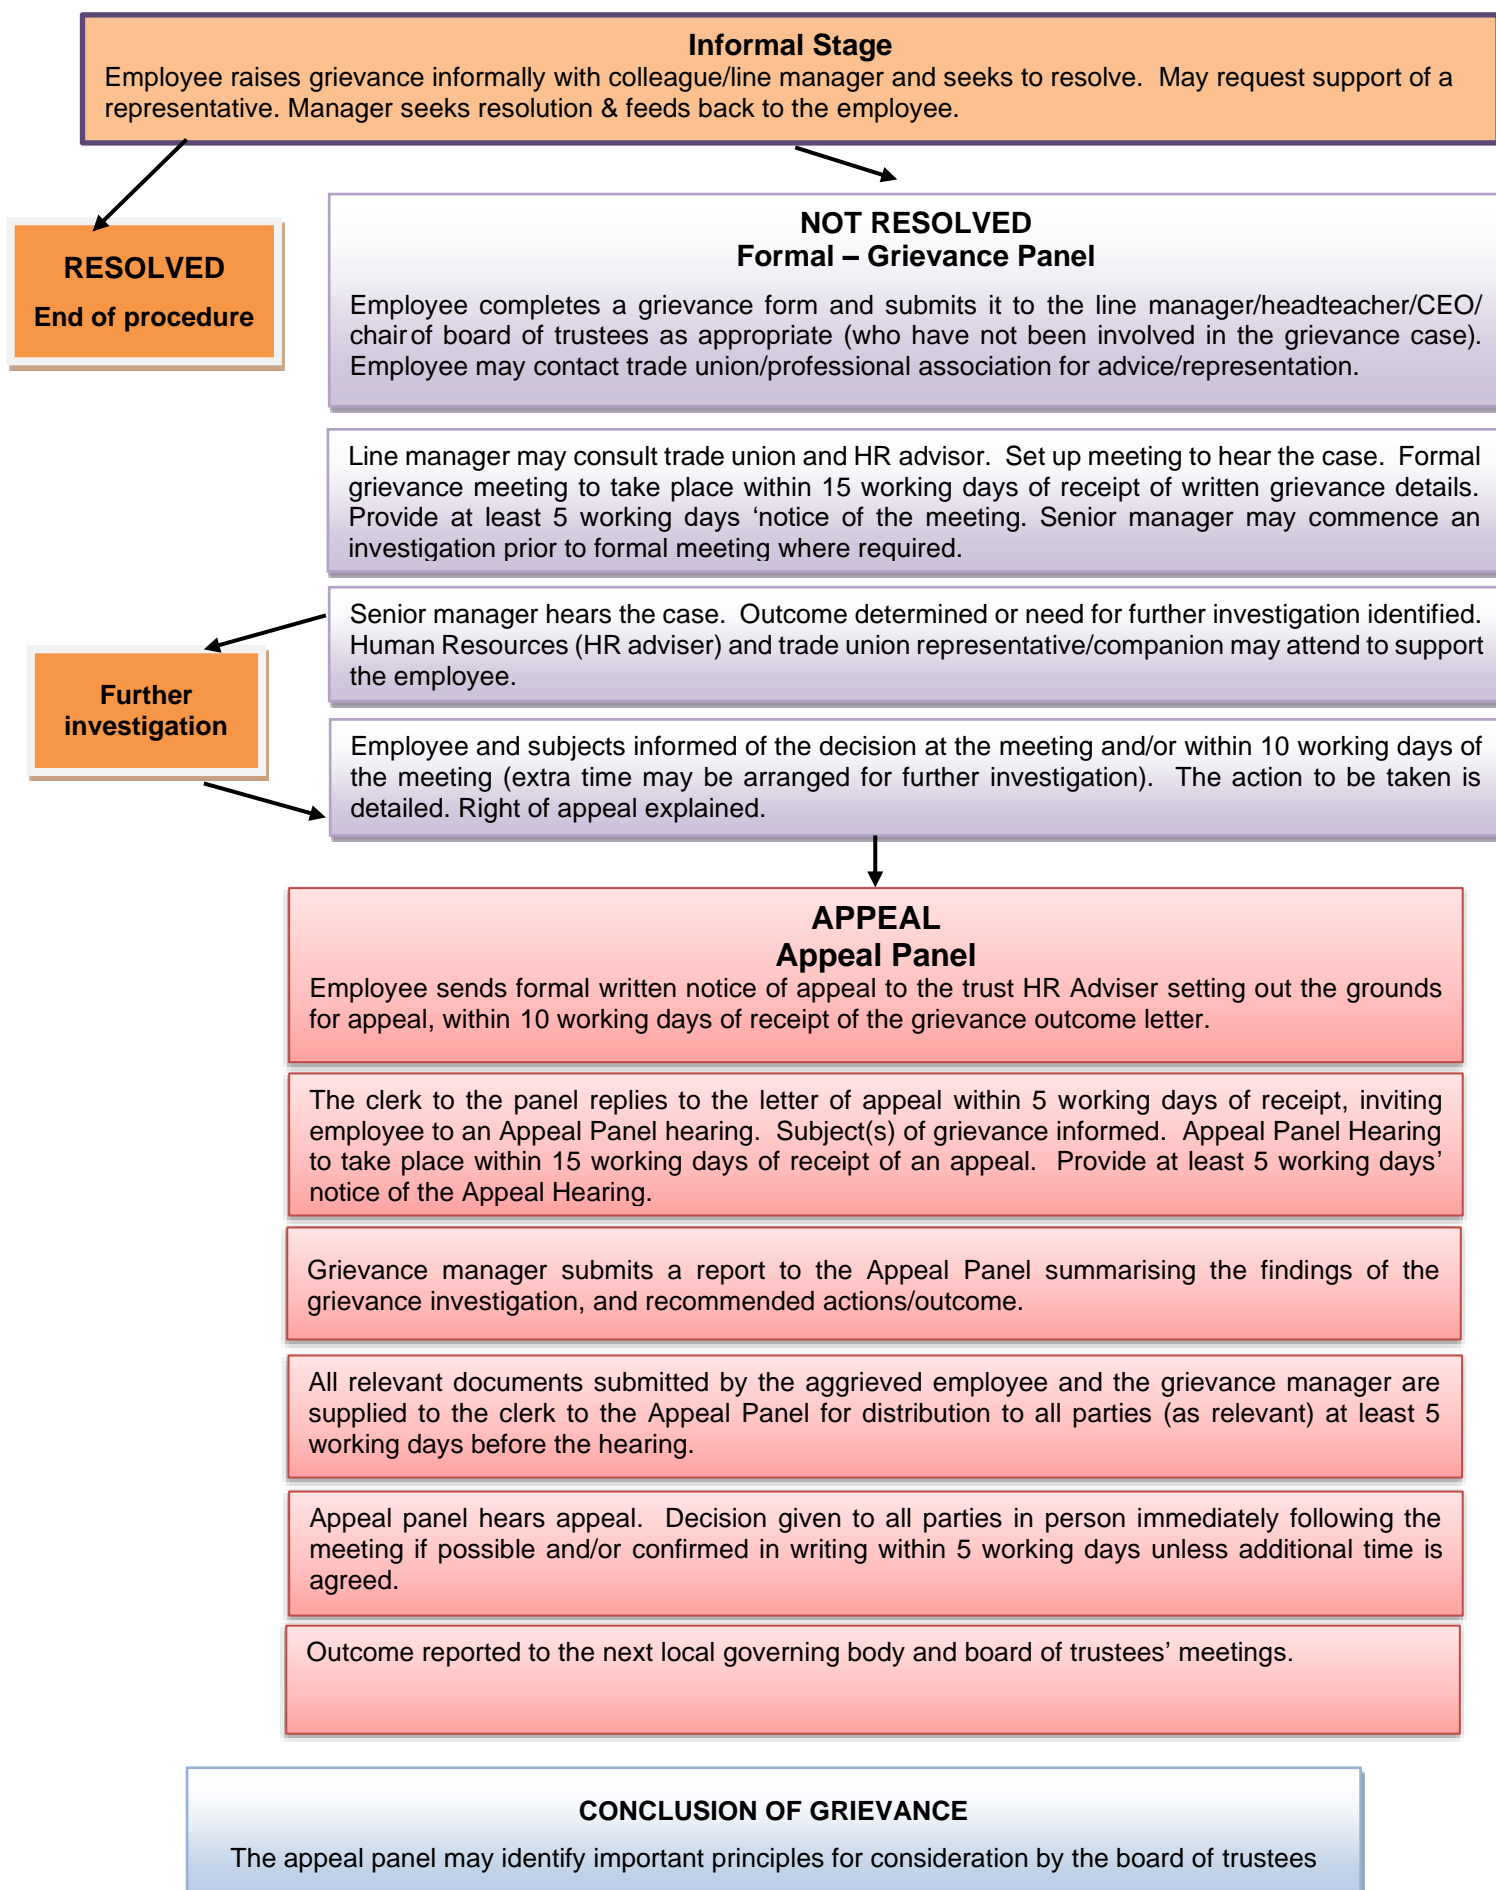 Informal Stage
Employee raises grievance informally with colleague/line manager and seeks to resolve. May request support of a
representative. Manager seeks resolution & feeds back to the employee.
RESOLVED
End of procedure
NOT RESOLVED
Formal – Grievance Panel
Employee completes a grievance form and submits it to the line manager/headteacher/CEO/
chair of board of trustees as appropriate (who have not been involved in the grievance case).
Employee may contact trade union/professional association for advice/representation.
Line manager may consult trade union and HR advisor. Set up meeting to hear the case. Formal
grievance meeting to take place within 15 working days of receipt of written grievance details.
Provide at least 5 working days ‘notice of the meeting. Senior manager may commence an
investigation prior to formal meeting where required.
Senior manager hears the case. Outcome determined or need for further investigation identified.
Human Resources (HR adviser) and trade union representative/companion may attend to support
the employee.
Further
investigation
Employee and subjects informed of the decision at the meeting and/or within 10 working days of
the meeting (extra time may be arranged for further investigation). The action to be taken is
detailed. Right of appeal explained.
APPEAL
Appeal Panel
Employee sends formal written notice of appeal to the trust HR Adviser setting out the grounds
for appeal, within 10 working days of receipt of the grievance outcome letter.
The clerk to the panel replies to the letter of appeal within 5 working days of receipt, inviting
employee to an Appeal Panel hearing. Subject(s) of grievance informed. Appeal Panel Hearing
to take place within 15 working days of receipt of an appeal. Provide at least 5 working days’
notice of the Appeal Hearing.
Grievance manager submits a report to the Appeal Panel summarising the findings of the
grievance investigation, and recommended actions/outcome.
All relevant documents submitted by the aggrieved employee and the grievance manager are
supplied to the clerk to the Appeal Panel for distribution to all parties (as relevant) at least 5
working days before the hearing.
Appeal panel hears appeal. Decision given to all parties in person immediately following the
meeting if possible and/or confirmed in writing within 5 working days unless additional time is
agreed.
Outcome reported to the next local governing body and board of trustees’ meetings.
CONCLUSION OF GRIEVANCE
The appeal panel may identify important principles for consideration by the board of trustees